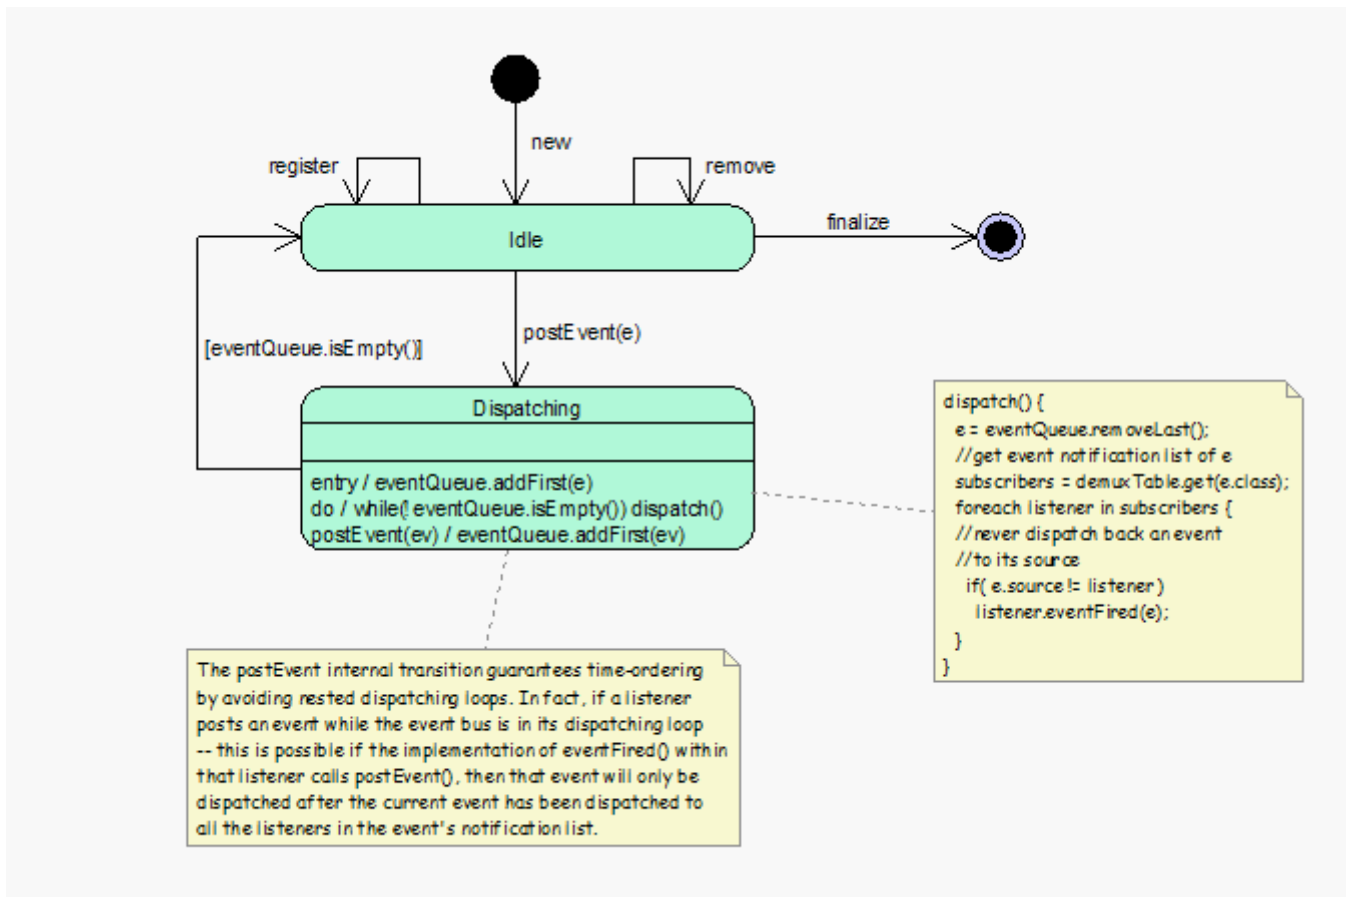 new
register
remove
finalize
Idle
postEvent(e)
[eventQueue.isEmpty()]
Dispatching
entry / eventQueue.addFirst(e)
do / while(! eventQueue.isEmpty()) dispatch()
postEvent(ev) / eventQueue.addFirst(ev)
dispatch() {
e = eventQueue.removeLast();
//get event notification list of e
subscribers = demuxTable.get(e.class);
foreach listener in subscribers {
//never dispatch back an event
//to its source
if( e.source != listener )
listener.eventFired(e);
}
}
The postEvent internal transition guarantees time-ordering
by avoiding nested dispatching loops. In fact, if a listener
posts an event while the event bus is in its dispatching loop
-- this is possible if the implementation of eventFired() within
that listener calls postEvent(), then that event will only be
dispatched after the current event has been dispatched to
all the listeners in the event's notification list.